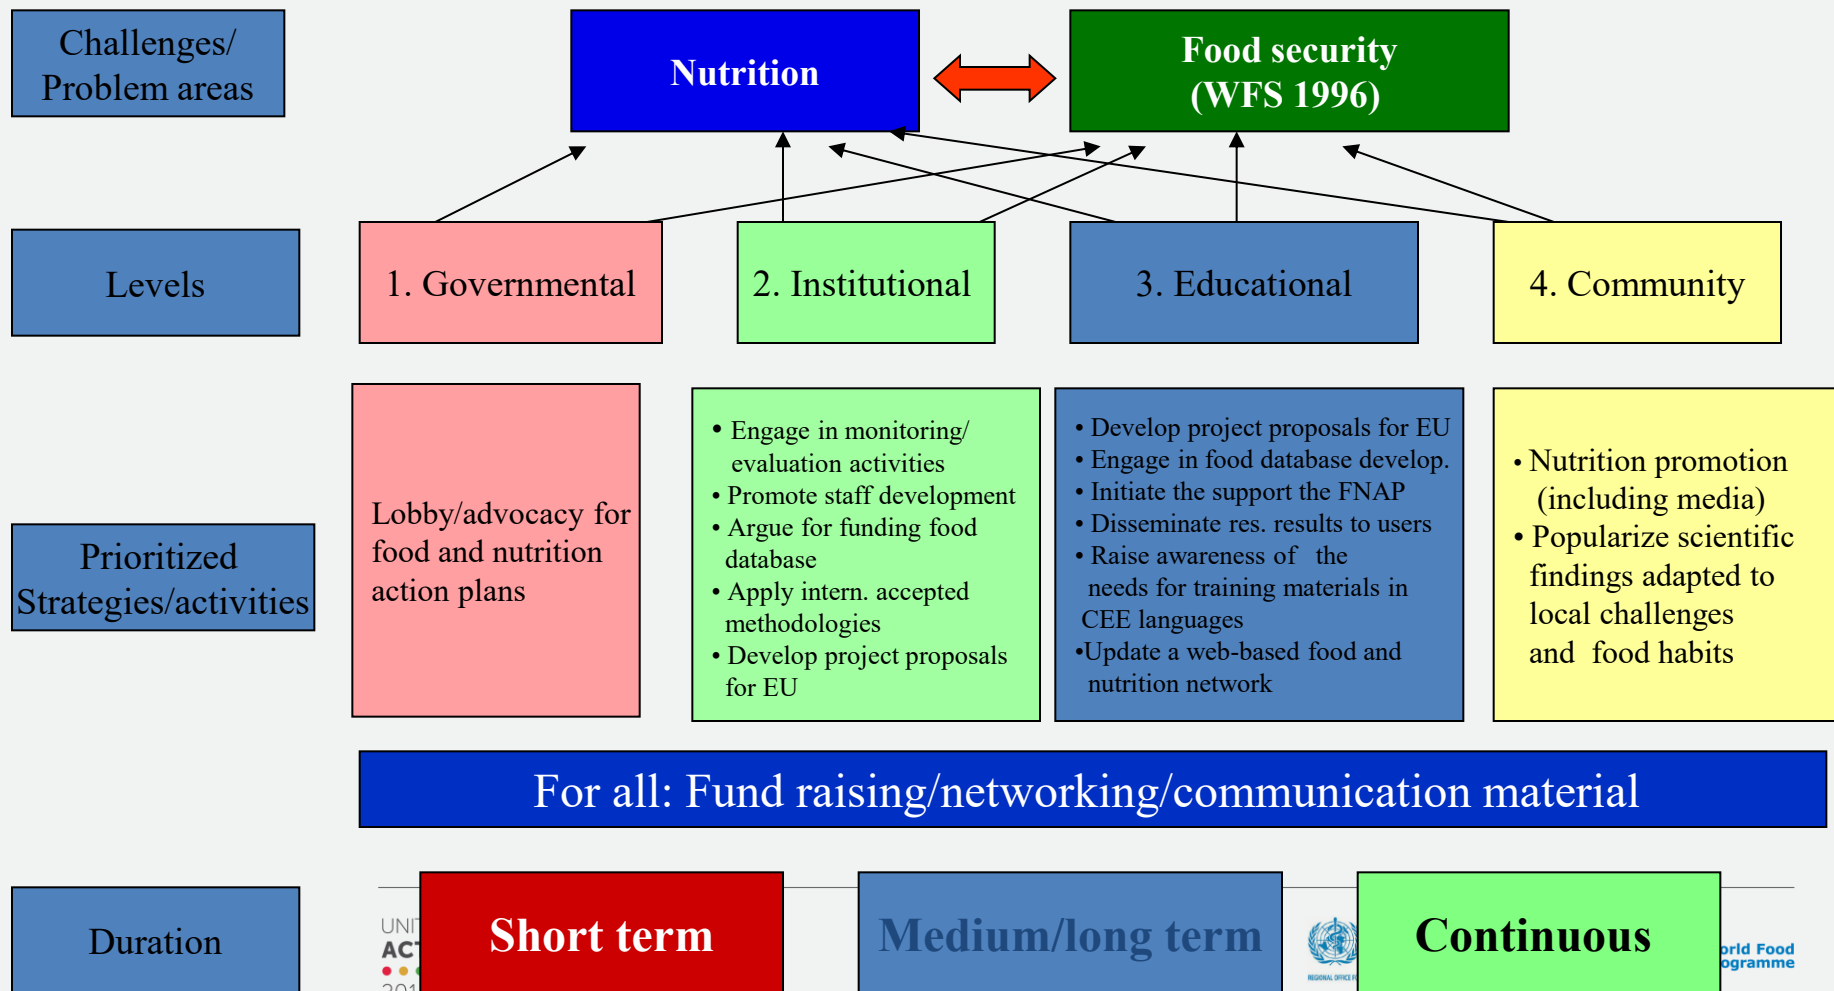 Challenges/
Problem areas
Nutrition
Food security
(WFS 1996)
Levels
1. Governmental
2. Institutional
3. Educational
4. Community
Prioritized
Strategies/activities
Lobby/advocacy for
food and nutrition
action plans
• Engage in monitoring/
evaluation activities
• Promote staff development
• Argue for funding food
database
• Apply intern. accepted
methodologies
• Develop project proposals
for EU
• Develop project proposals for EU
• Engage in food database develop.
• Initiate the support the FNAP
• Disseminate res. results to users
• Raise awareness of the
needs for training materials in
CEE languages
•Update a web-based food and
nutrition network
• Nutrition promotion
(including media)
• Popularize scientific
findings adapted to
local challenges
and food habits
For all: Fund raising/networking/communication material
Duration
Short term
Medium/long term
Continuous
REGIONAL OFFICE
Food